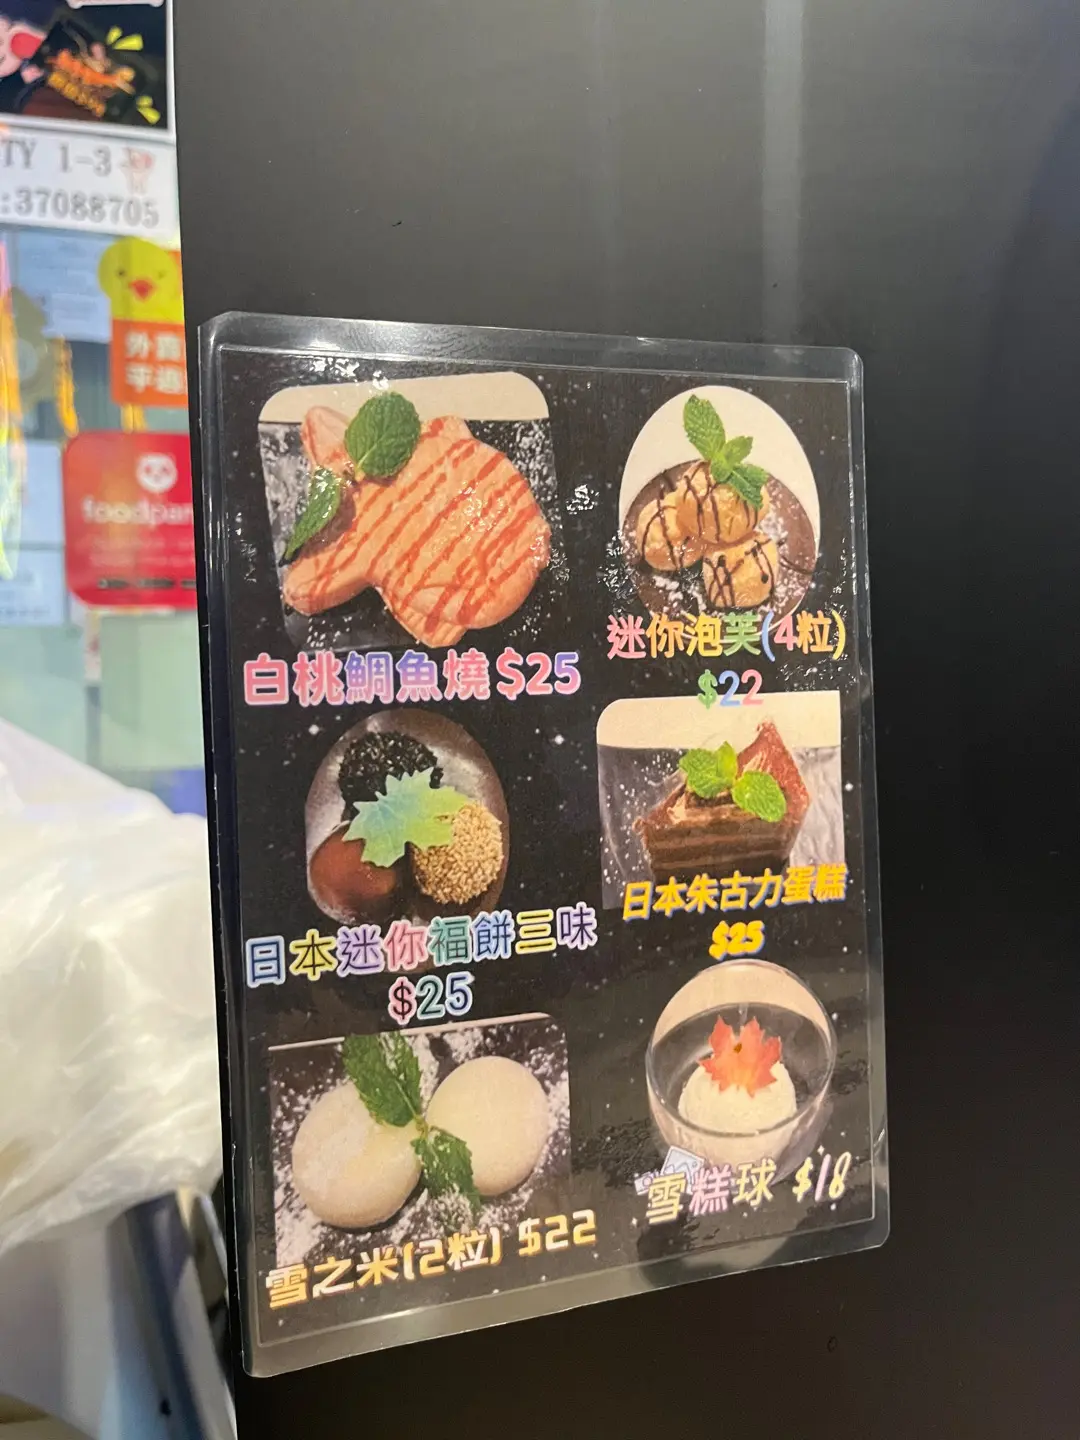 TY 1-3
:37088705
外賣
foodpan
白桃鯛魚燒$25
迷你泡芙(4粒)
$22
日本迷你福餅三味
$25
日本朱古力蛋糕
$25
雪之米(2粒) $22
雪糕球 $18